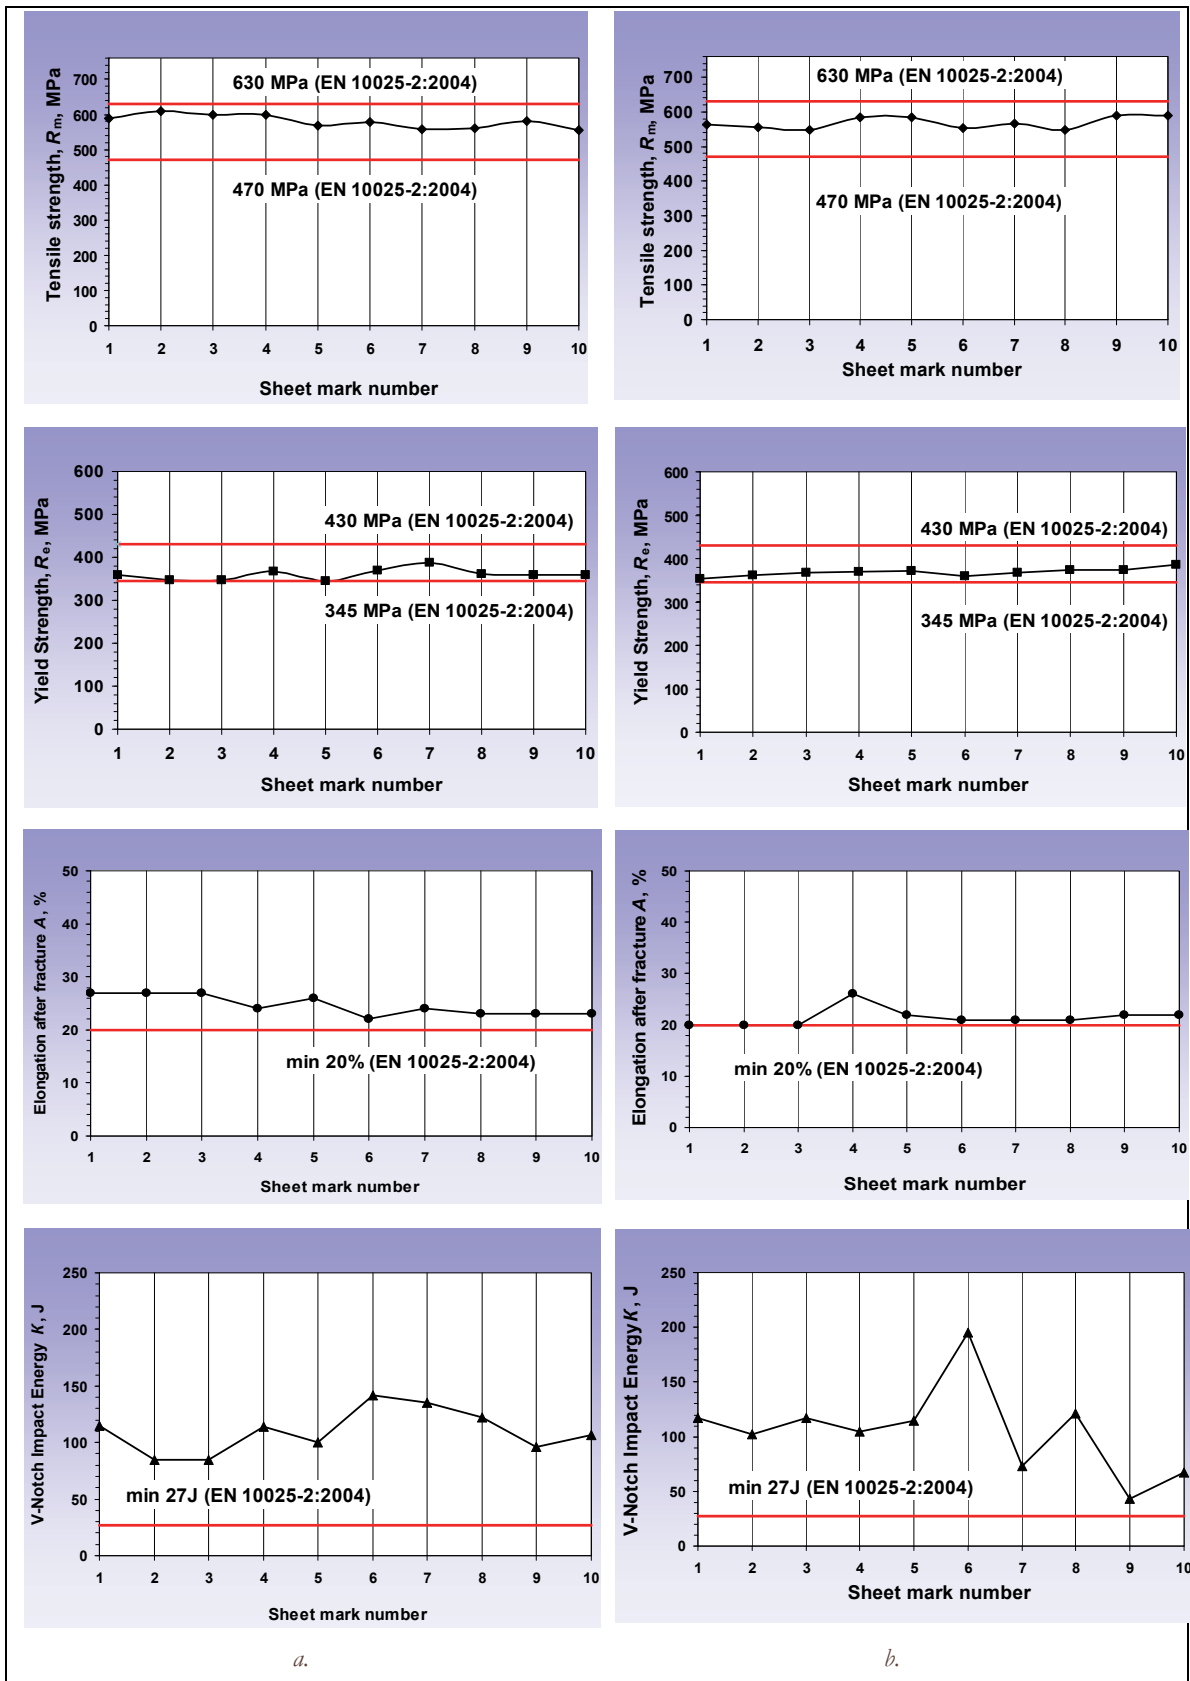 Tensile strength, Rm, MPa
700
600
500
400
300
200
100
0
630 MPa (EN 10025-2:2004)
470 MPa (EN 10025-2:2004)
1 2 3 4 5 6 7 8 9 10
Sheet mark number
Tensile strength, Rm, MPa
700
600
500
400
300
200
100
0
630 MPa (EN 10025-2:2004)
470 MPa (EN 10025-2:2004)
1 2 3 4 5 6 7 8 9 10
Sheet mark number
Yield Strength, Re, MPa
600
500
400
300
200
100
0
430 MPa (EN 10025-2:2004)
345 MPa (EN 10025-2:2004)
1 2 3 4 5 6 7 8 9 10
Sheet mark number
Yield Strength, Re, MPa
600
500
400
300
200
100
0
430 MPa (EN 10025-2:2004)
345 MPa (EN 10025-2:2004)
1 2 3 4 5 6 7 8 9 10
Sheet mark number
Elongation after fracture A, %
50
40
30
20
10
0
min 20% (EN 10025-2:2004)
1 2 3 4 5 6 7 8 9 10
Sheet mark number
Elongation after fracture A, %
50
40
30
20
10
0
min 20% (EN 10025-2:2004)
1 2 3 4 5 6 7 8 9 10
Sheet mark number
V-Notch Impact Energy K, J
250
200
150
100
50
0
min 27J (EN 10025-2:2004)
1 2 3 4 5 6 7 8 9 10
Sheet mark number
V-Notch Impact Energy K, J
250
200
150
100
50
0
min 27J (EN 10025-2:2004)
1 2 3 4 5 6 7 8 9 10
Sheet mark number
a.
b.